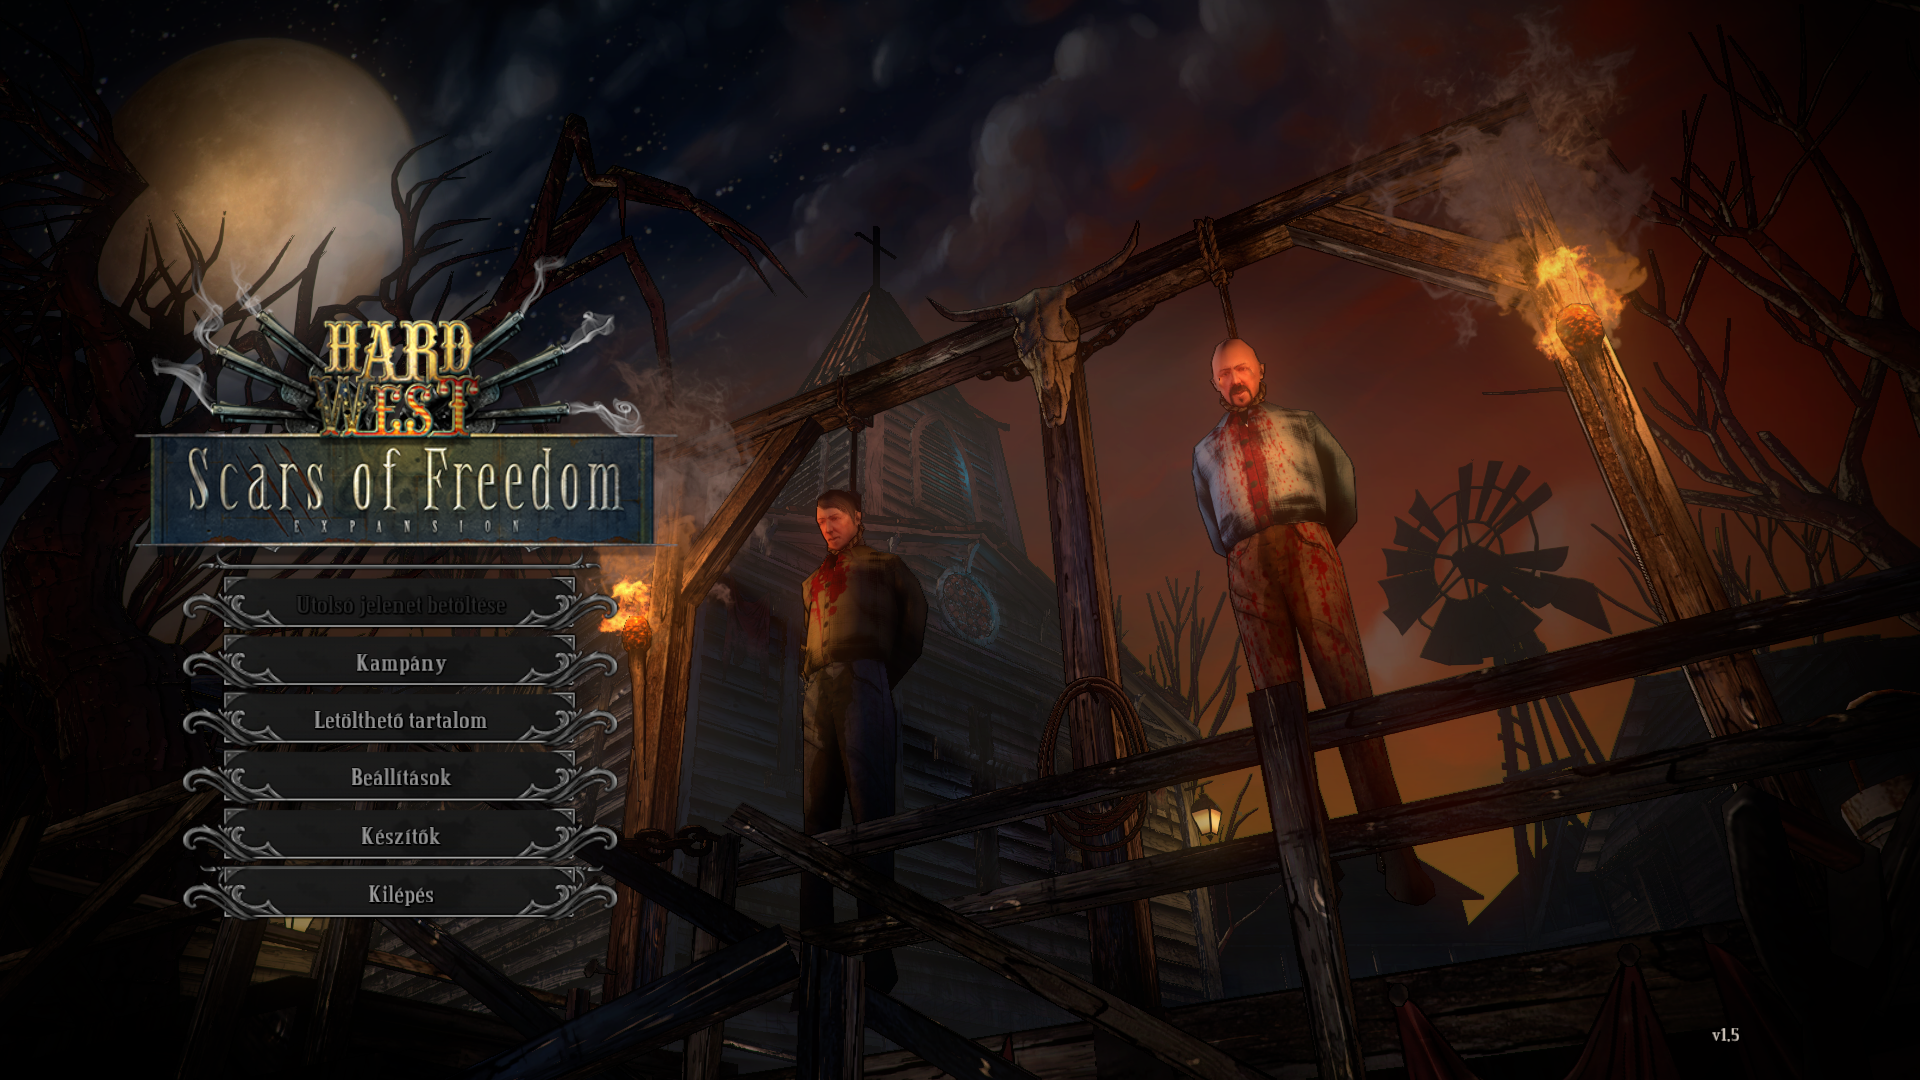 HARD
WEST
Scars of Freedom
EXPANSION
Utolsó jelenet betöltése
Kampány
Letölthető tartalom
Beállítások
Készítők
Kilépés
v1.5